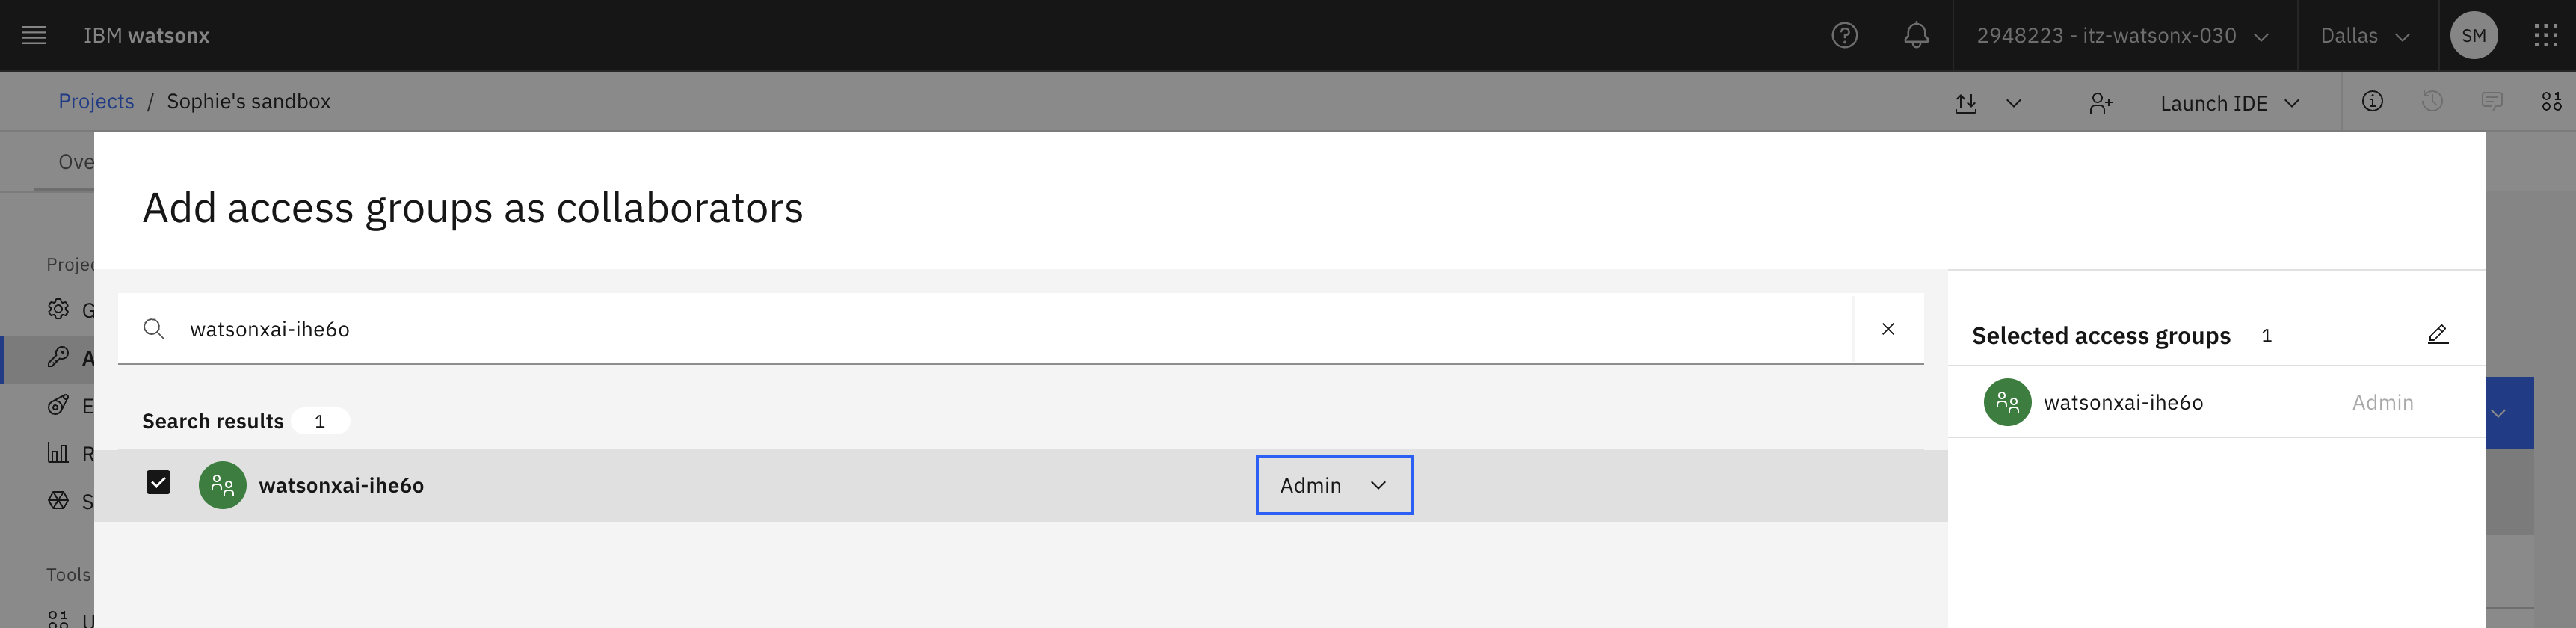 IBM watsonx
2948223 - itz-watsonx-030
Dallas
SM
Projects / Sophie's sandbox
Launch IDE
Ove
Add access groups as collaborators
Projec
G
A
E
R
S
Tools
U
watsonxai-ihe6o
Search results 1
watsonxai-ihe6o Admin
Selected access groups 1
watsonxai-ihe6o Admin